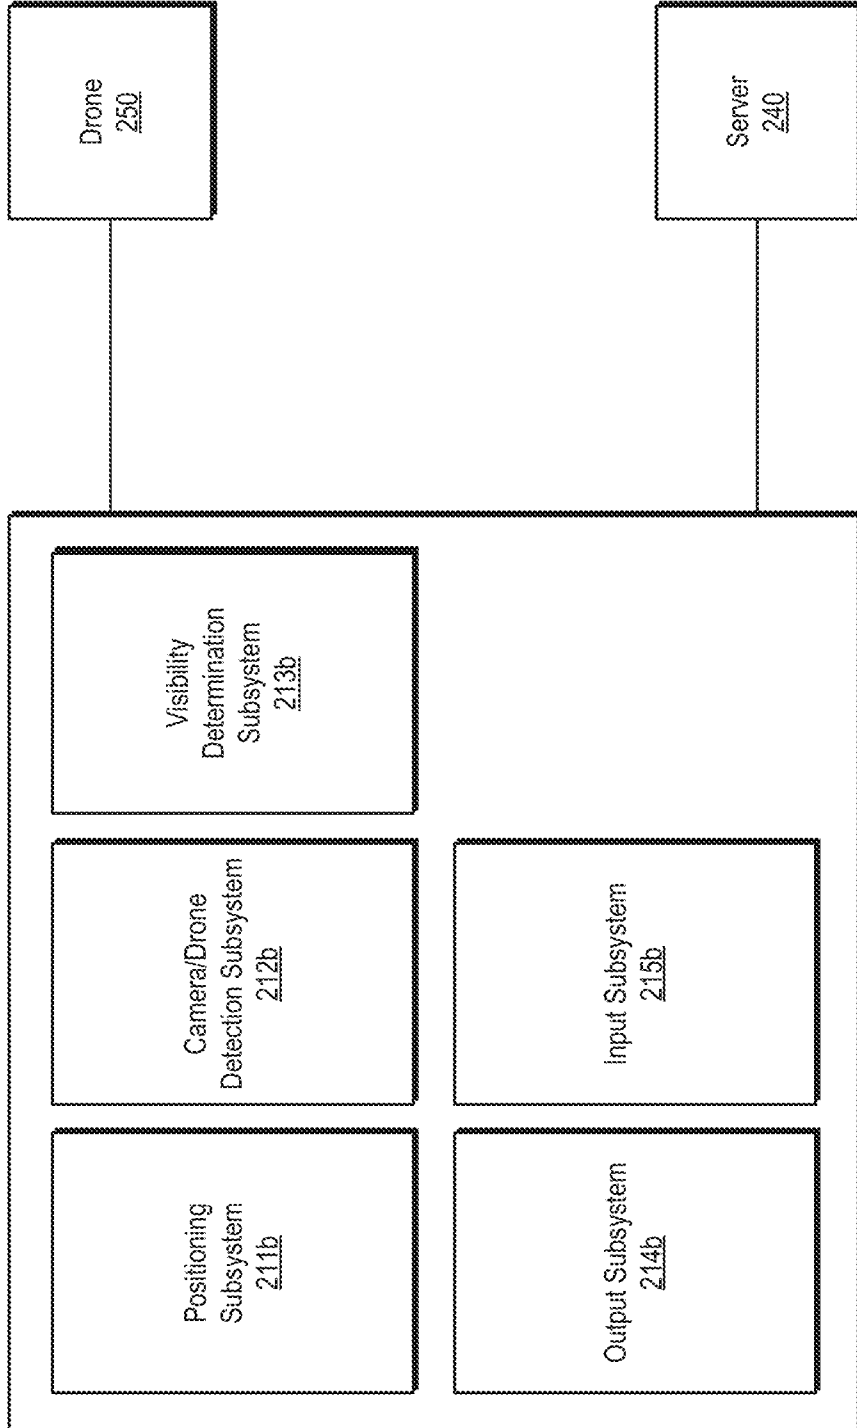 Positioning
Subsystem
211b
Camera/Drone
Detection Subsystem
212b
Visibility
Determination
Subsystem
213b
Output Subsystem
214b
Input Subsystem
215b
Drone
250
Server
240